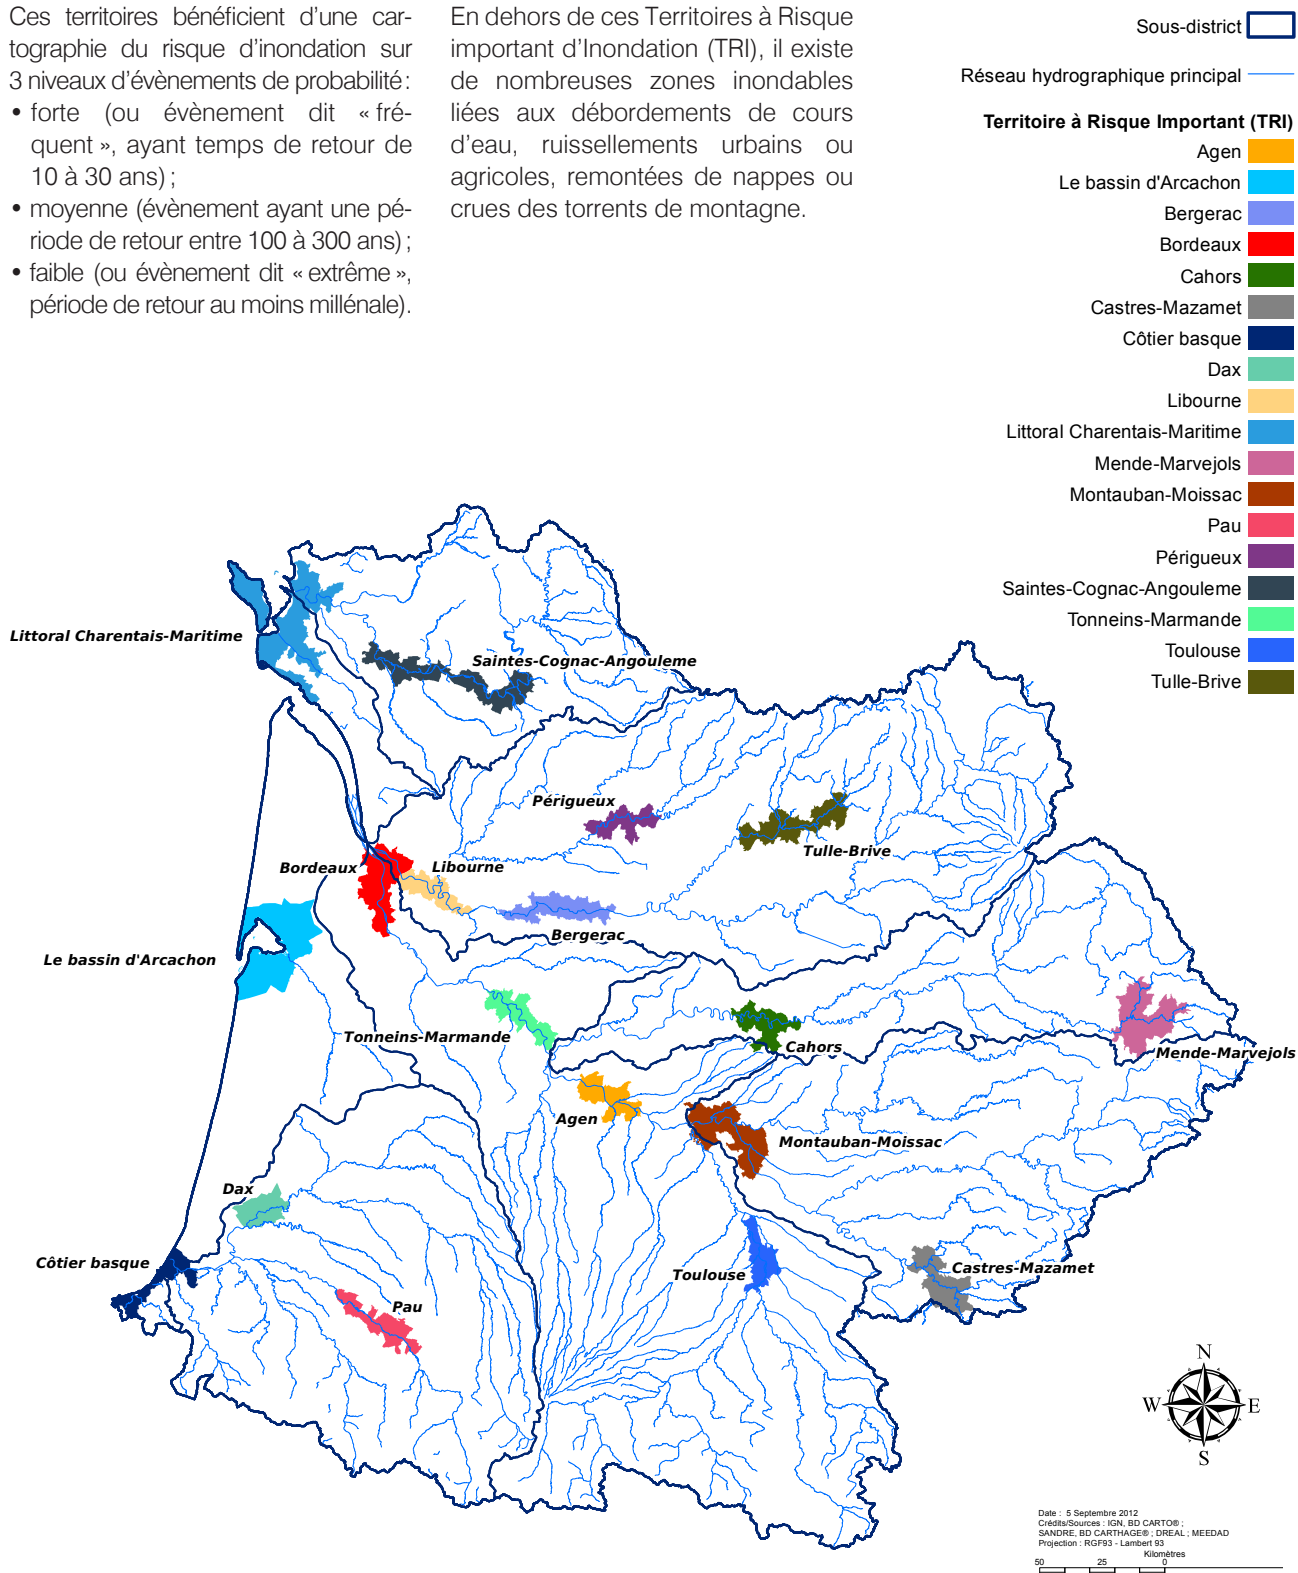 Ces territoires bénéficient d'une car-
tographie du risque d'inondation sur
3 niveaux d'évènements de probabilité :
• forte (ou évènement dit « fré-
quent », ayant temps de retour de
10 à 30 ans) ;
• moyenne (évènement ayant une pé-
riode de retour entre 100 à 300 ans) ;
• faible (ou évènement dit « extrême »,
période de retour au moins millénale).
En dehors de ces Territoires à Risque
important d'Inondation (TRI), il existe
de nombreuses zones inondables
liées aux débordements de cours
d'eau, ruissellements urbains ou
agricoles, remontées de nappes ou
crues des torrents de montagne.
Sous-district
Réseau hydrographique principal
Territoire à Risque Important (TRI)
Agen
Le bassin d'Arcachon
Bergerac
Bordeaux
Cahors
Castres-Mazamet
Côtier basque
Dax
Libourne
Littoral Charentais-Maritime
Mende-Marvejols
Montauban-Moissac
Pau
Périgueux
Saintes-Cognac-Angouleme
Tonneins-Marmande
Toulouse
Tulle-Brive
Littoral Charentais-Maritime
Saintes-Cognac-Angouleme
Périgueux
Tulle-Brive
Bordeaux
Libourne
Bergerac
Le bassin d'Arcachon
Tonneins-Marmande
Cahors
Mende-Marvejols
Agen
Montauban-Moissac
Dax
Côtier basque
Toulouse
Castres-Mazamet
Pau
N
W
E
S
Date : 5 Septembre 2012
Crédits/Sources : IGN, BD CARTO® ;
SANDRE, BD CARTHAGE® ; DREAL ; MEEDAD
Projection : RGF93 - Lambert 93
Kilomètres
50 25 0